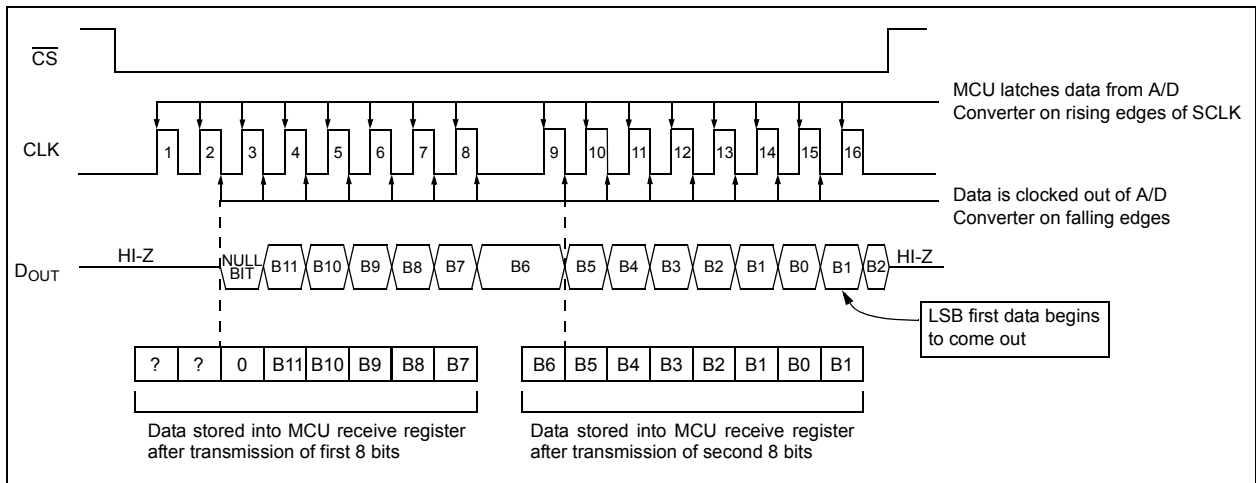 CS
MCU latches data from A/D
Converter on rising edges of SCLK
CLK
1 2 3 4 5 6 7 8 9 10 11 12 13 14 15 16
Data is clocked out of A/D
Converter on falling edges
DOUT
HI-Z
NULL
BIT
B11 B10 B9 B8 B7 B6 B5 B4 B3 B2 B1 B0 B1 B2
HI-Z
LSB first data begins
to come out
? ? 0 B11 B10 B9 B8 B7
B6 B5 B4 B3 B2 B1 B0 B1
Data stored into MCU receive register
after transmission of first 8 bits
Data stored into MCU receive register
after transmission of second 8 bits